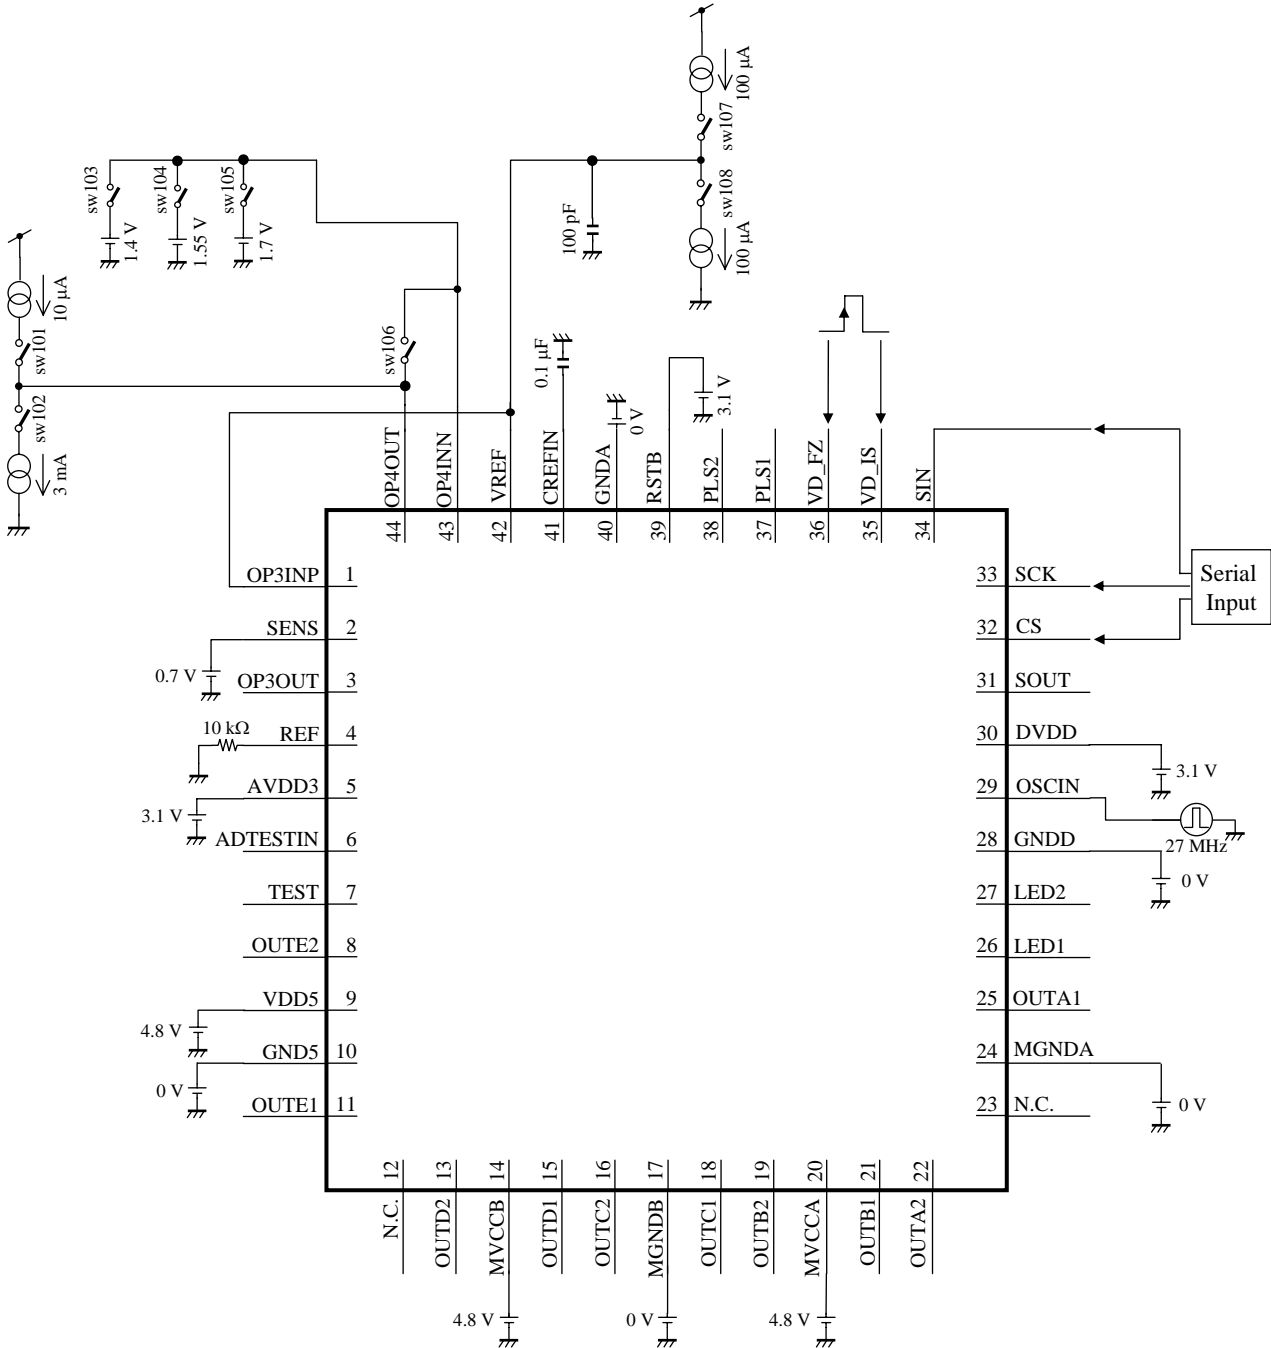 100 μA
sw107
sw108
100 μA
100 pF
sw103
sw104
sw105
1.4 V
1.55 V
1.7 V
10 μA
sw101
sw102
3 mA
sw106
0.1 μF
0 V
3.1 V
OP4OUT
OP4INN
VREF
CREFIN
GNDA
RSTB
PLS2
PLS1
VD_FZ
VD_IS
SIN
44
43
42
41
40
39
38
37
36
35
34
OP3INP 1
SENS 2
0.7 V
OP3OUT 3
10 kΩ
REF 4
AVDD3 5
3.1 V
ADTESTIN 6
TEST 7
OUTE2 8
VDD5 9
4.8 V
GND5 10
0 V
OUTE1 11
33 SCK
Serial
Input
32 CS
31 SOUT
30 DVDD
3.1 V
29 OSCIN
27 MHz
28 GNDD
0 V
27 LED2
26 LED1
25 OUTA1
24 MGNDA
0 V
23 N.C.
12
13
14
15
16
17
18
19
20
21
22
N.C.
OUTD2
MVCCB
OUTD1
OUTC2
MGNDB
OUTC1
OUTB2
MVCCA
OUTB1
OUTA2
4.8 V
0 V
4.8 V